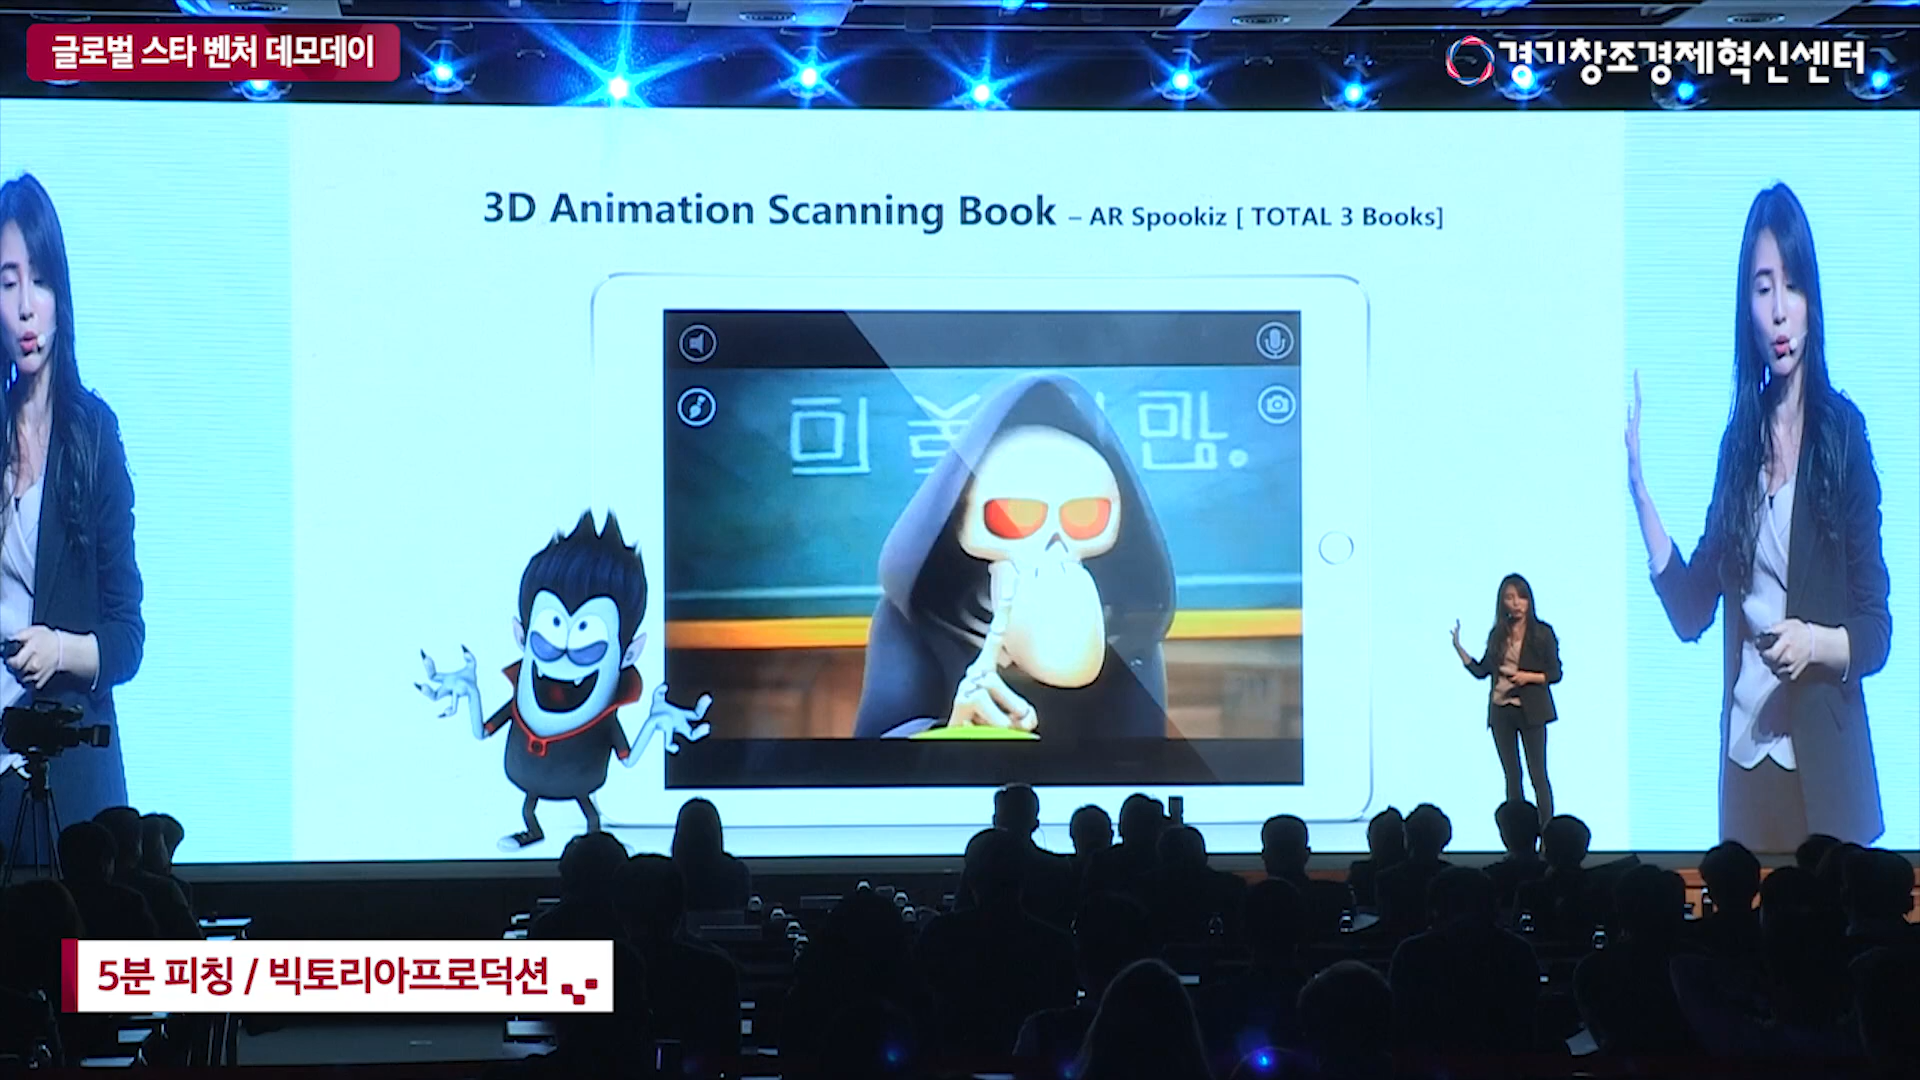 글로벌 스타 벤처 데모데이
경기창조경제혁신센터
3D Animation Scanning Book – AR Spookiz [ TOTAL 3 Books]
5분 피칭 / 빅토리아프로덕션